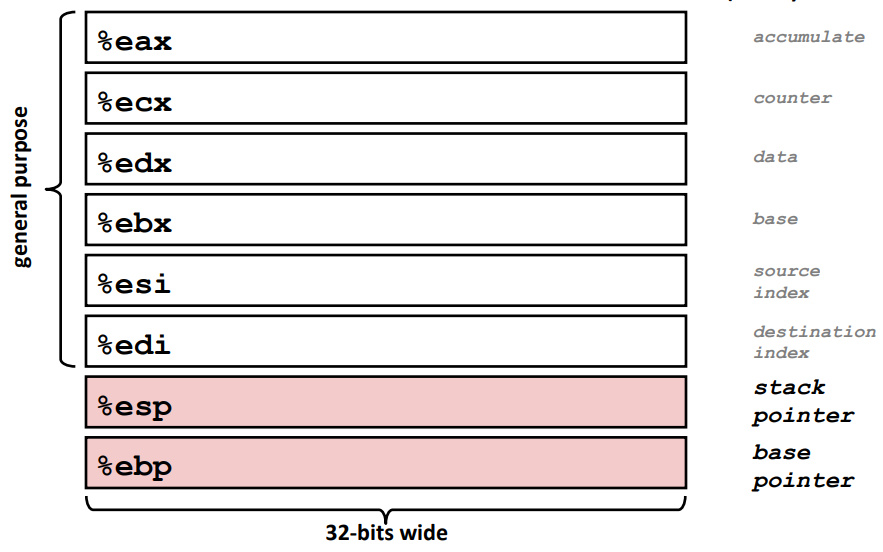 %eax
accumulate
%ecx
counter
%edx
data
%ebx
base
general purpose
%esi
source
index
%edi
destination
index
%esp
stack
pointer
%ebp
base
pointer
32-bits wide